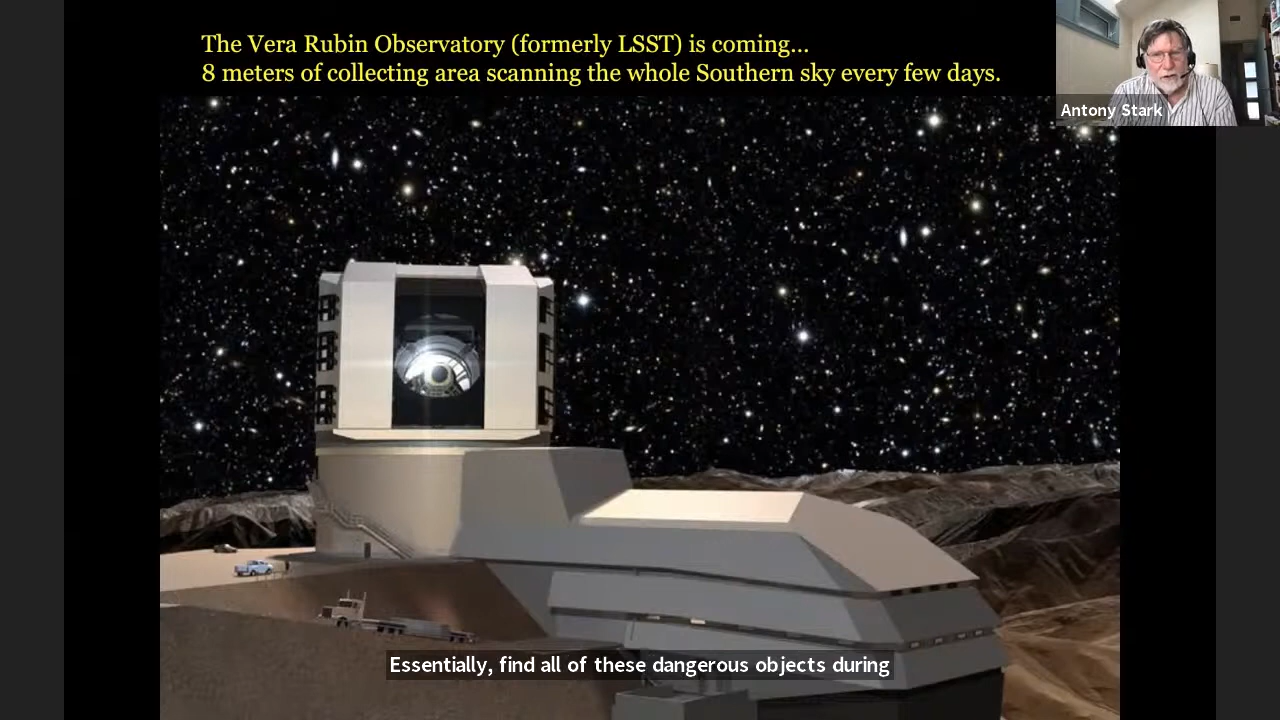 The Vera Rubin Observatory (formerly LSST) is coming...
8 meters of collecting area scanning the whole Southern sky every few days.
Antony Stark
Essentially, find all of these dangerous objects during